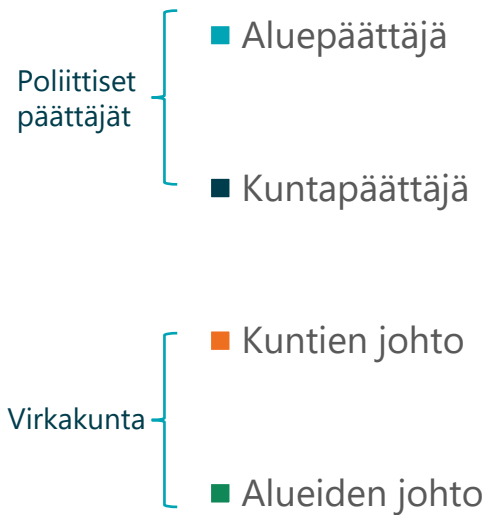 Poliittiset
päättäjät
Aluepäättäjä
Kuntapäättäjä
Virkakunta
Kuntien johto
Alueiden johto